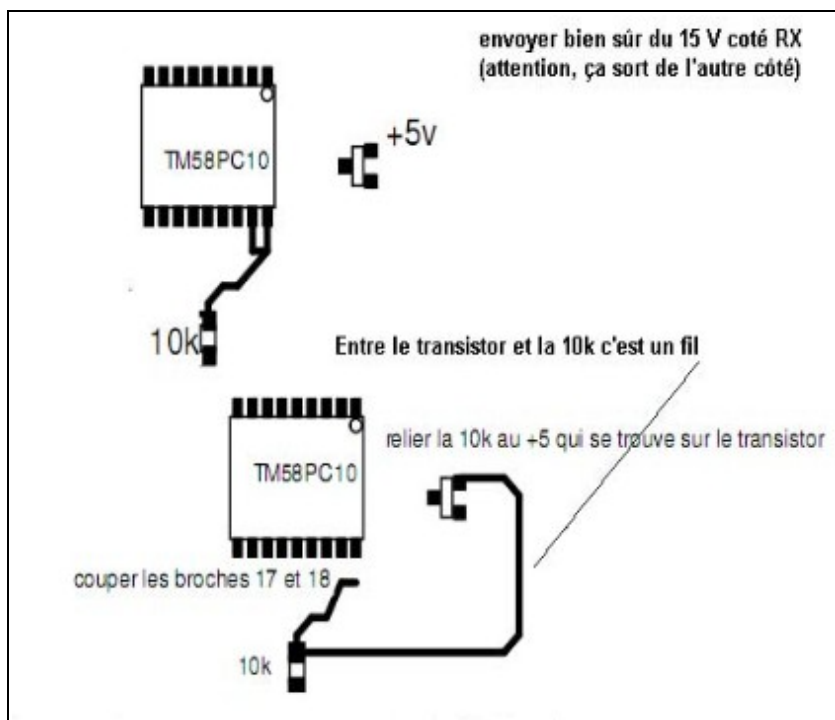 envoyer bien sûr du 15 V coté RX
(attention, ça sort de l'autre côté)
+5v
TM58PC10
10k
Entre le transistor et la 10k c'est un fil
relier la 10k au +5 qui se trouve sur le transistor
TM58PC10
couper les broches 17 et 18
10k